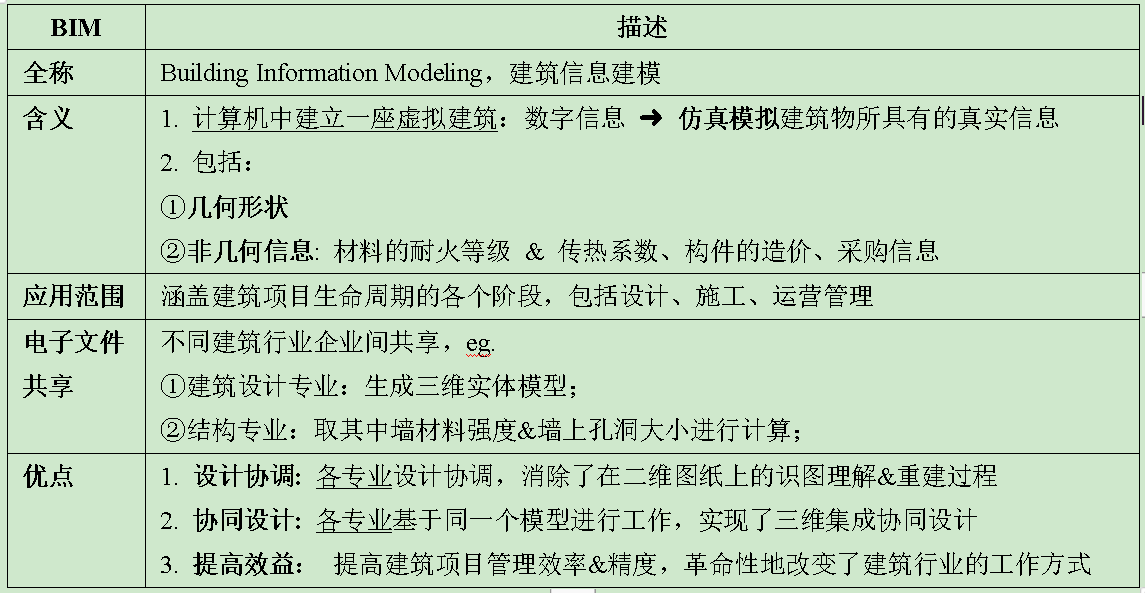 BIM 描述
全称 Building Information Modeling，建筑信息建模
含义 1. 计算机中建立一座虚拟建筑：数字信息 ➔ 仿真模拟建筑物所具有的真实信息
2. 包括：
①几何形状
②非几何信息: 材料的耐火等级 & 传热系数、构件的造价、采购信息
应用范围 涵盖建筑项目生命周期的各个阶段，包括设计、施工、运营管理
电子文件 不同建筑行业企业间共享，eg.
共享 ①建筑设计专业：生成三维实体模型；
②结构专业：取其中墙材料强度&墙上孔洞大小进行计算；
优点 1. 设计协调: 各专业设计协调，消除了在二维图纸上的识图理解&重建过程
2. 协同设计: 各专业基于同一个模型进行工作，实现了三维集成协同设计
3. 提高效益： 提高建筑项目管理效率&精度，革命性地改变了建筑行业的工作方式